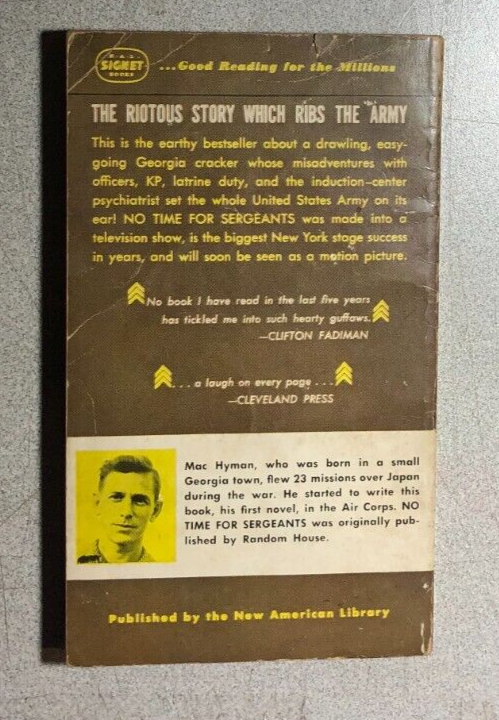 N.A.L.
SIGNET
BOOKS
...Good Reading for the Millions
THE RIOTOUS STORY WHICH RIBS THE ARMY
This is the earthy bestseller about a drawling, easy-
going Georgia cracker whose misadventures with
officers, KP, latrine duty, and the induction-center
psychiatrist set the whole United States Army on its
ear! NO TIME FOR SERGEANTS was made into a
television show, is the biggest New York stage success
in years, and will soon be seen as a motion picture.
No book I have read in the last five years
has tickled me into such hearty guffaws.
—CLIFTON FADIMAN
. . . a laugh on every page . . .
—CLEVELAND PRESS
Mac Hyman, who was born in a small
Georgia town, flew 23 missions over Japan
during the war. He started to write this
book, his first novel, in the Air Corps. NO
TIME FOR SERGEANTS was originally pub-
lished by Random House.
Published by the New American Library